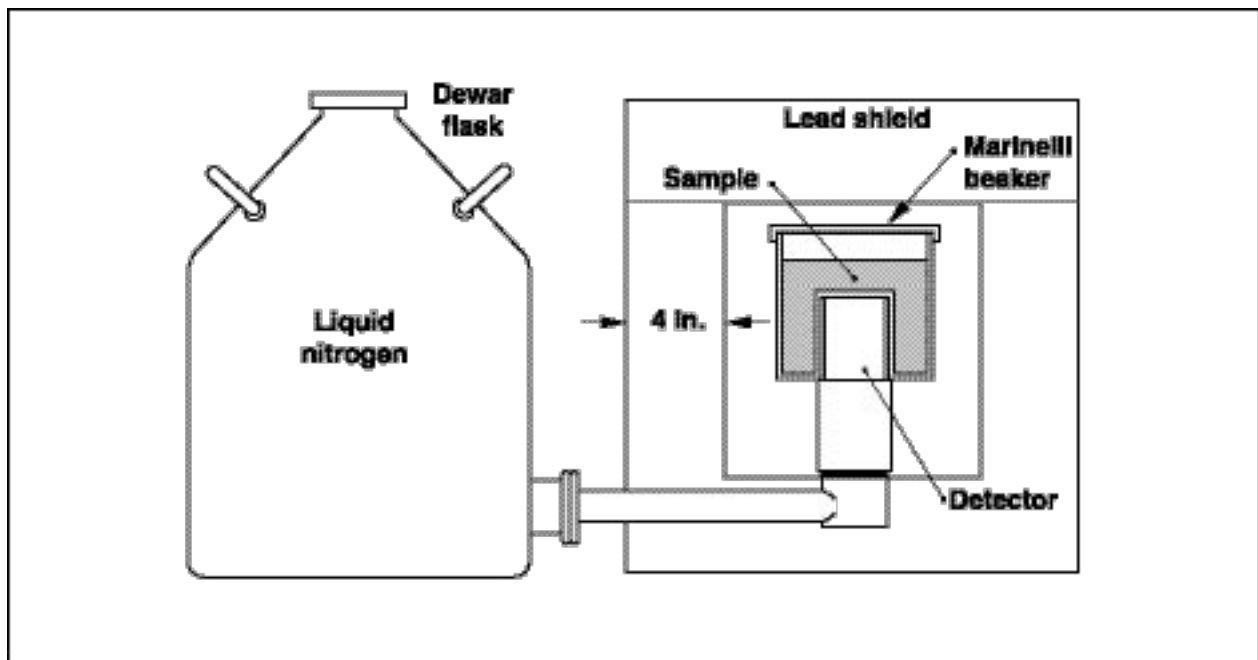 Dewar
flask
Lead shield
Marinelli
beaker
Sample
Liquid
nitrogen
4 in.
Detector